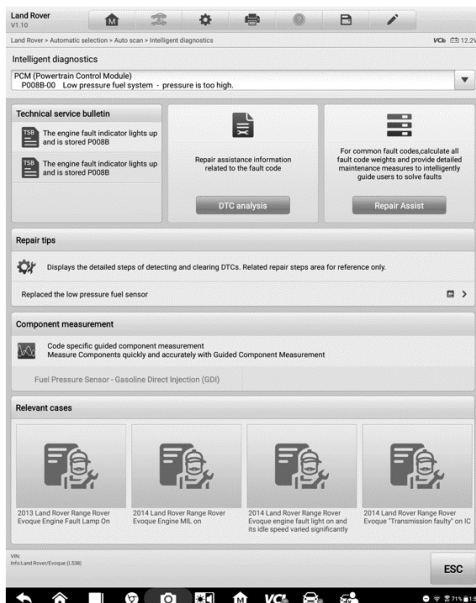 Land Rover
V1.10
Land Rover > Automatic selection > Auto scan > Intelligent diagnostics
VCI 12.2V
Intelligent diagnostics
PCM (Powertrain Control Module)
P008B-00 Low pressure fuel system - pressure is too high.
Technical service bulletin
TSB
The engine fault indicator lights up
and is stored P008B
TSB
The engine fault indicator lights up
and is stored P008B
Repair assistance information
related to the fault code
DTC analysis
For common fault codes,calculate all
fault code weights and provide detailed
maintenance measures to intelligently
guide users to solve faults
Repair Assist
Repair tips
Displays the detailed steps of detecting and clearing DTCs. Related repair steps area for reference only.
Replaced the low pressure fuel sensor
Component measurement
Code specific guided component measurement
Measure Components quickly and accurately with Guided Component Measurement
Fuel Pressure Sensor - Gasoline Direct Injection (GDI)
Relevant cases
2013 Land Rover Range Rover
Evoque Engine Fault Lamp On
2014 Land Rover Range Rover
Evoque Engine MIL on
2014 Land Rover Range Rover
Evoque engine fault light on and
its idle speed varied significantly
2014 Land Rover Range Rover
Evoque "Transmission faulty" on IC
VIN:
Info:Land Rover/Evoque (L538)
ESC
VCI
71%